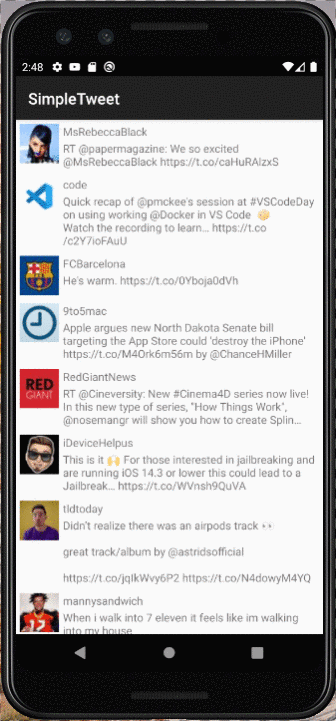 2:48
SimpleTweet
MsRebeccaBlack
RT @papermagazine: We so excited
@MsRebeccaBlack https://t.co/caHuRAlzxS
code
Quick recap of @pmckee's session at #VSCodeDay
on using working @Docker in VS Code 🐳
Watch the recording to learn… https://t.co
/c2Y7ioFAuU
FCBarcelona
He's warm. https://t.co/0Yboja0dVh
9to5mac
Apple argues new North Dakota Senate bill
targeting the App Store could 'destroy the iPhone'
https://t.co/M4Ork6m56m by @ChanceHMiller
RED
GIANT
RedGiantNews
RT @Cineversity: New #Cinema4D series now live!
In this new type of series, "How Things Work",
@nosemangr will show you how to create Splin…
iDeviceHelpus
This is it 🙌 For those interested in jailbreaking and
are running iOS 14.3 or lower this could lead to a
Jailbreak… https://t.co/WVnsh9QuVA
tldtoday
Didn't realize there was an airpods track 👀
great track/album by @astridsofficial
https://t.co/jqIkWvy6P2 https://t.co/N4dowyM4YQ
mannysandwich
When i walk into 7 eleven it feels like im walking
into my house